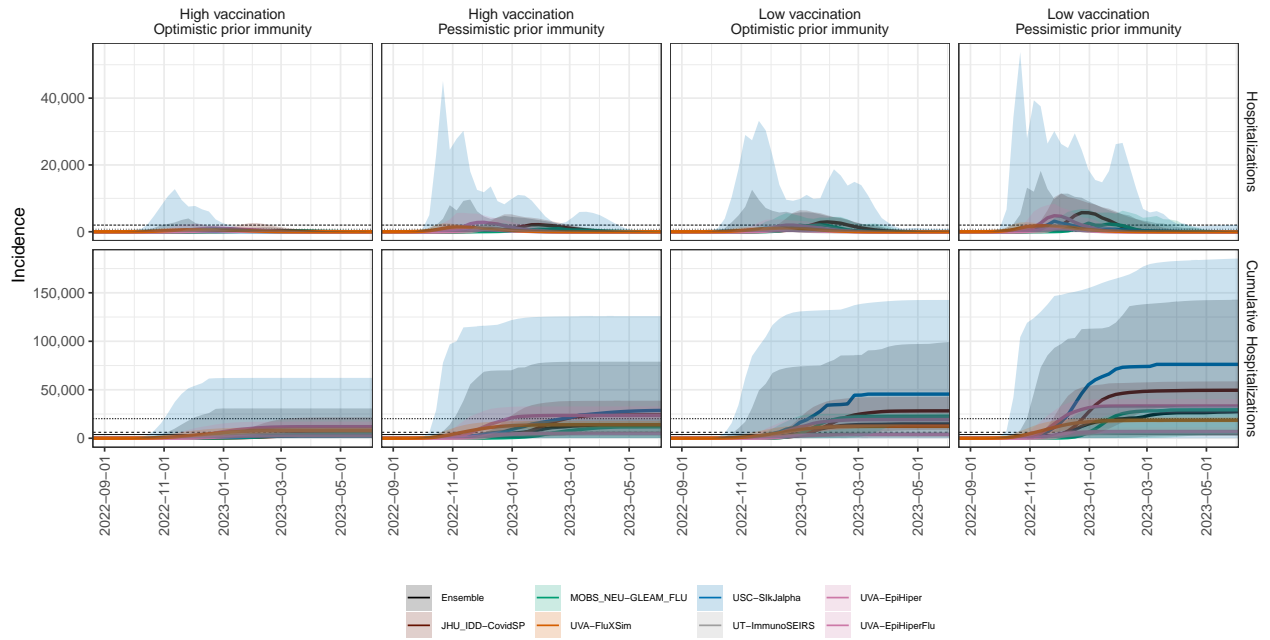 High vaccination
Optimistic prior immunity
High vaccination
Pessimistic prior immunity
Low vaccination
Optimistic prior immunity
Low vaccination
Pessimistic prior immunity
Incidence
40,000
20,000
0
Hospitalizations
150,000
100,000
50,000
0
Cumulative Hospitalizations
2022−09−01
2022−11−01
2023−01−01
2023−03−01
2023−05−01
2022−09−01
2022−11−01
2023−01−01
2023−03−01
2023−05−01
2022−09−01
2022−11−01
2023−01−01
2023−03−01
2023−05−01
2022−09−01
2022−11−01
2023−01−01
2023−03−01
2023−05−01
Ensemble
MOBS_NEU−GLEAM_FLU
USC−SIkJalpha
UVA−EpiHiper
JHU_IDD−CovidSP
UVA−FluXSim
UT−ImmunoSEIRS
UVA−EpiHiperFlu